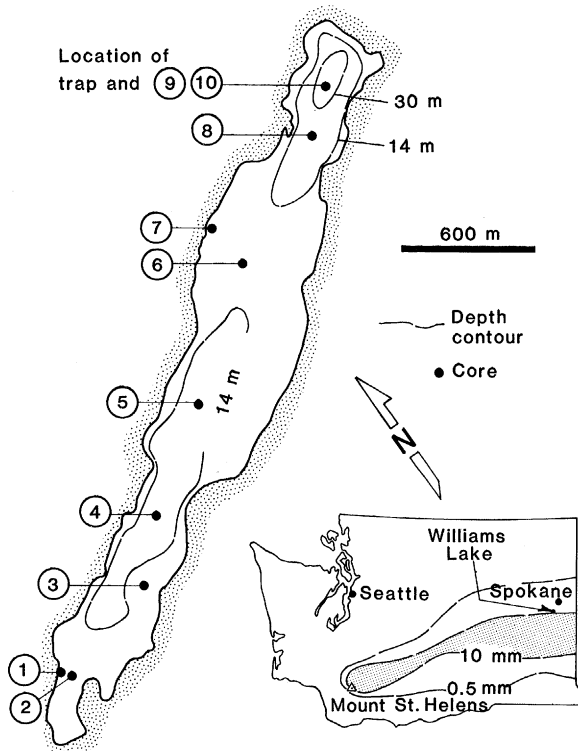 Location of
trap and 9 10
30 m
8
14 m
7
600 m
6
Depth
contour
Core
5
14 m
N
4
Williams
Lake
3
Seattle
Spokane
10 mm
1
0.5 mm
2
Mount St. Helens